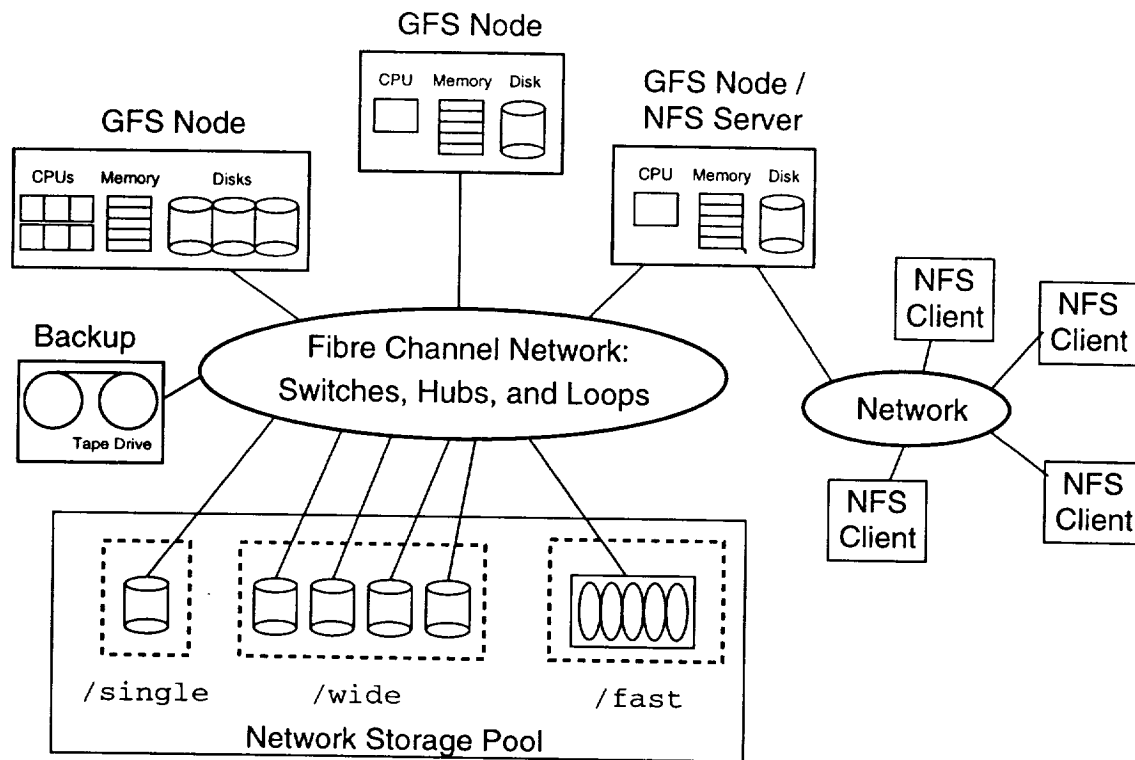 GFS Node
CPU Memory Disk
GFS Node /
NFS Server
CPU Memory Disk
GFS Node
CPUs Memory Disks
NFS
Client
NFS
Client
Backup
Tape Drive
Fibre Channel Network:
Switches, Hubs, and Loops
Network
NFS
Client
NFS
Client
/single
/wide
/fast
Network Storage Pool